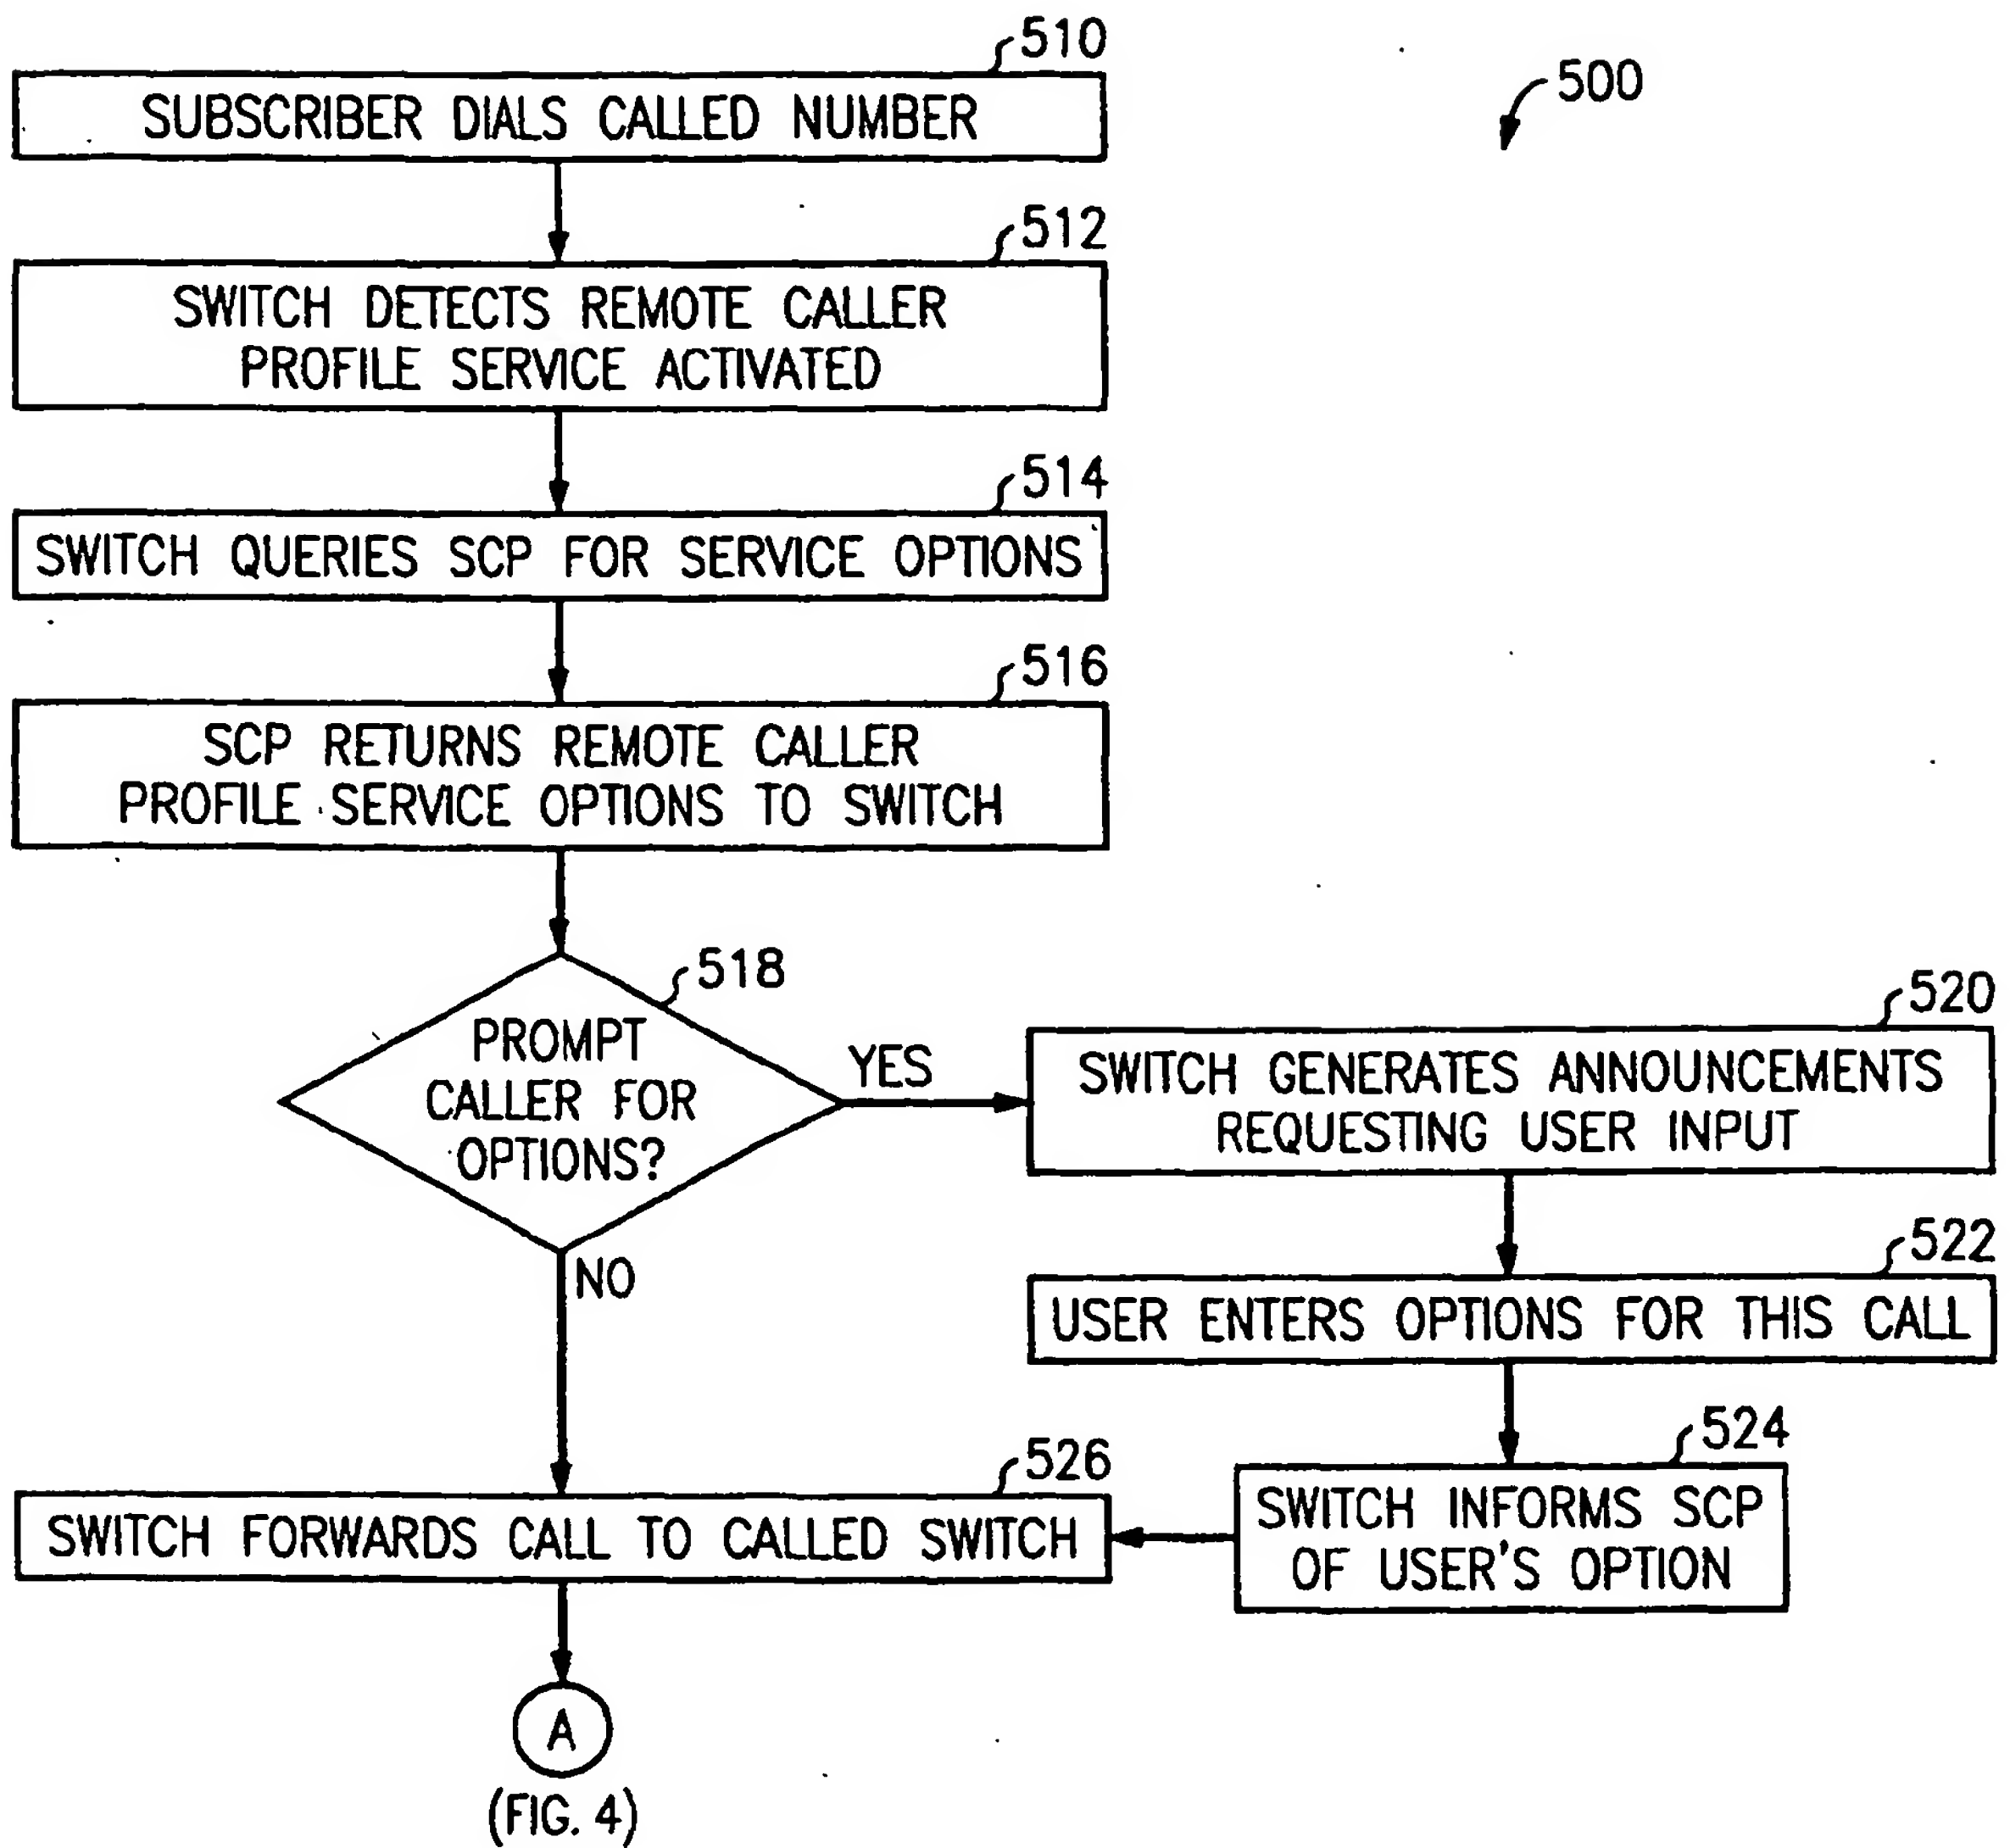 510
500
SUBSCRIBER DIALS CALLED NUMBER
512
SWITCH DETECTS REMOTE CALLER
PROFILE SERVICE ACTIVATED
514
SWITCH QUERIES SCP FOR SERVICE OPTIONS
516
SCP RETURNS REMOTE CALLER
PROFILE SERVICE OPTIONS TO SWITCH
518
PROMPT
CALLER FOR
OPTIONS?
YES
NO
520
SWITCH GENERATES ANNOUNCEMENTS
REQUESTING USER INPUT
522
USER ENTERS OPTIONS FOR THIS CALL
524
SWITCH INFORMS SCP
OF USER'S OPTION
526
SWITCH FORWARDS CALL TO CALLED SWITCH
A
(FIG. 4)